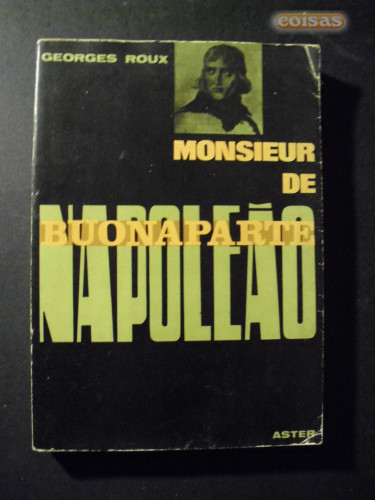 coisas
GEORGES ROUX
MONSIEUR
DE
BUONAPARTE
NAPOLEÃO
ASTER